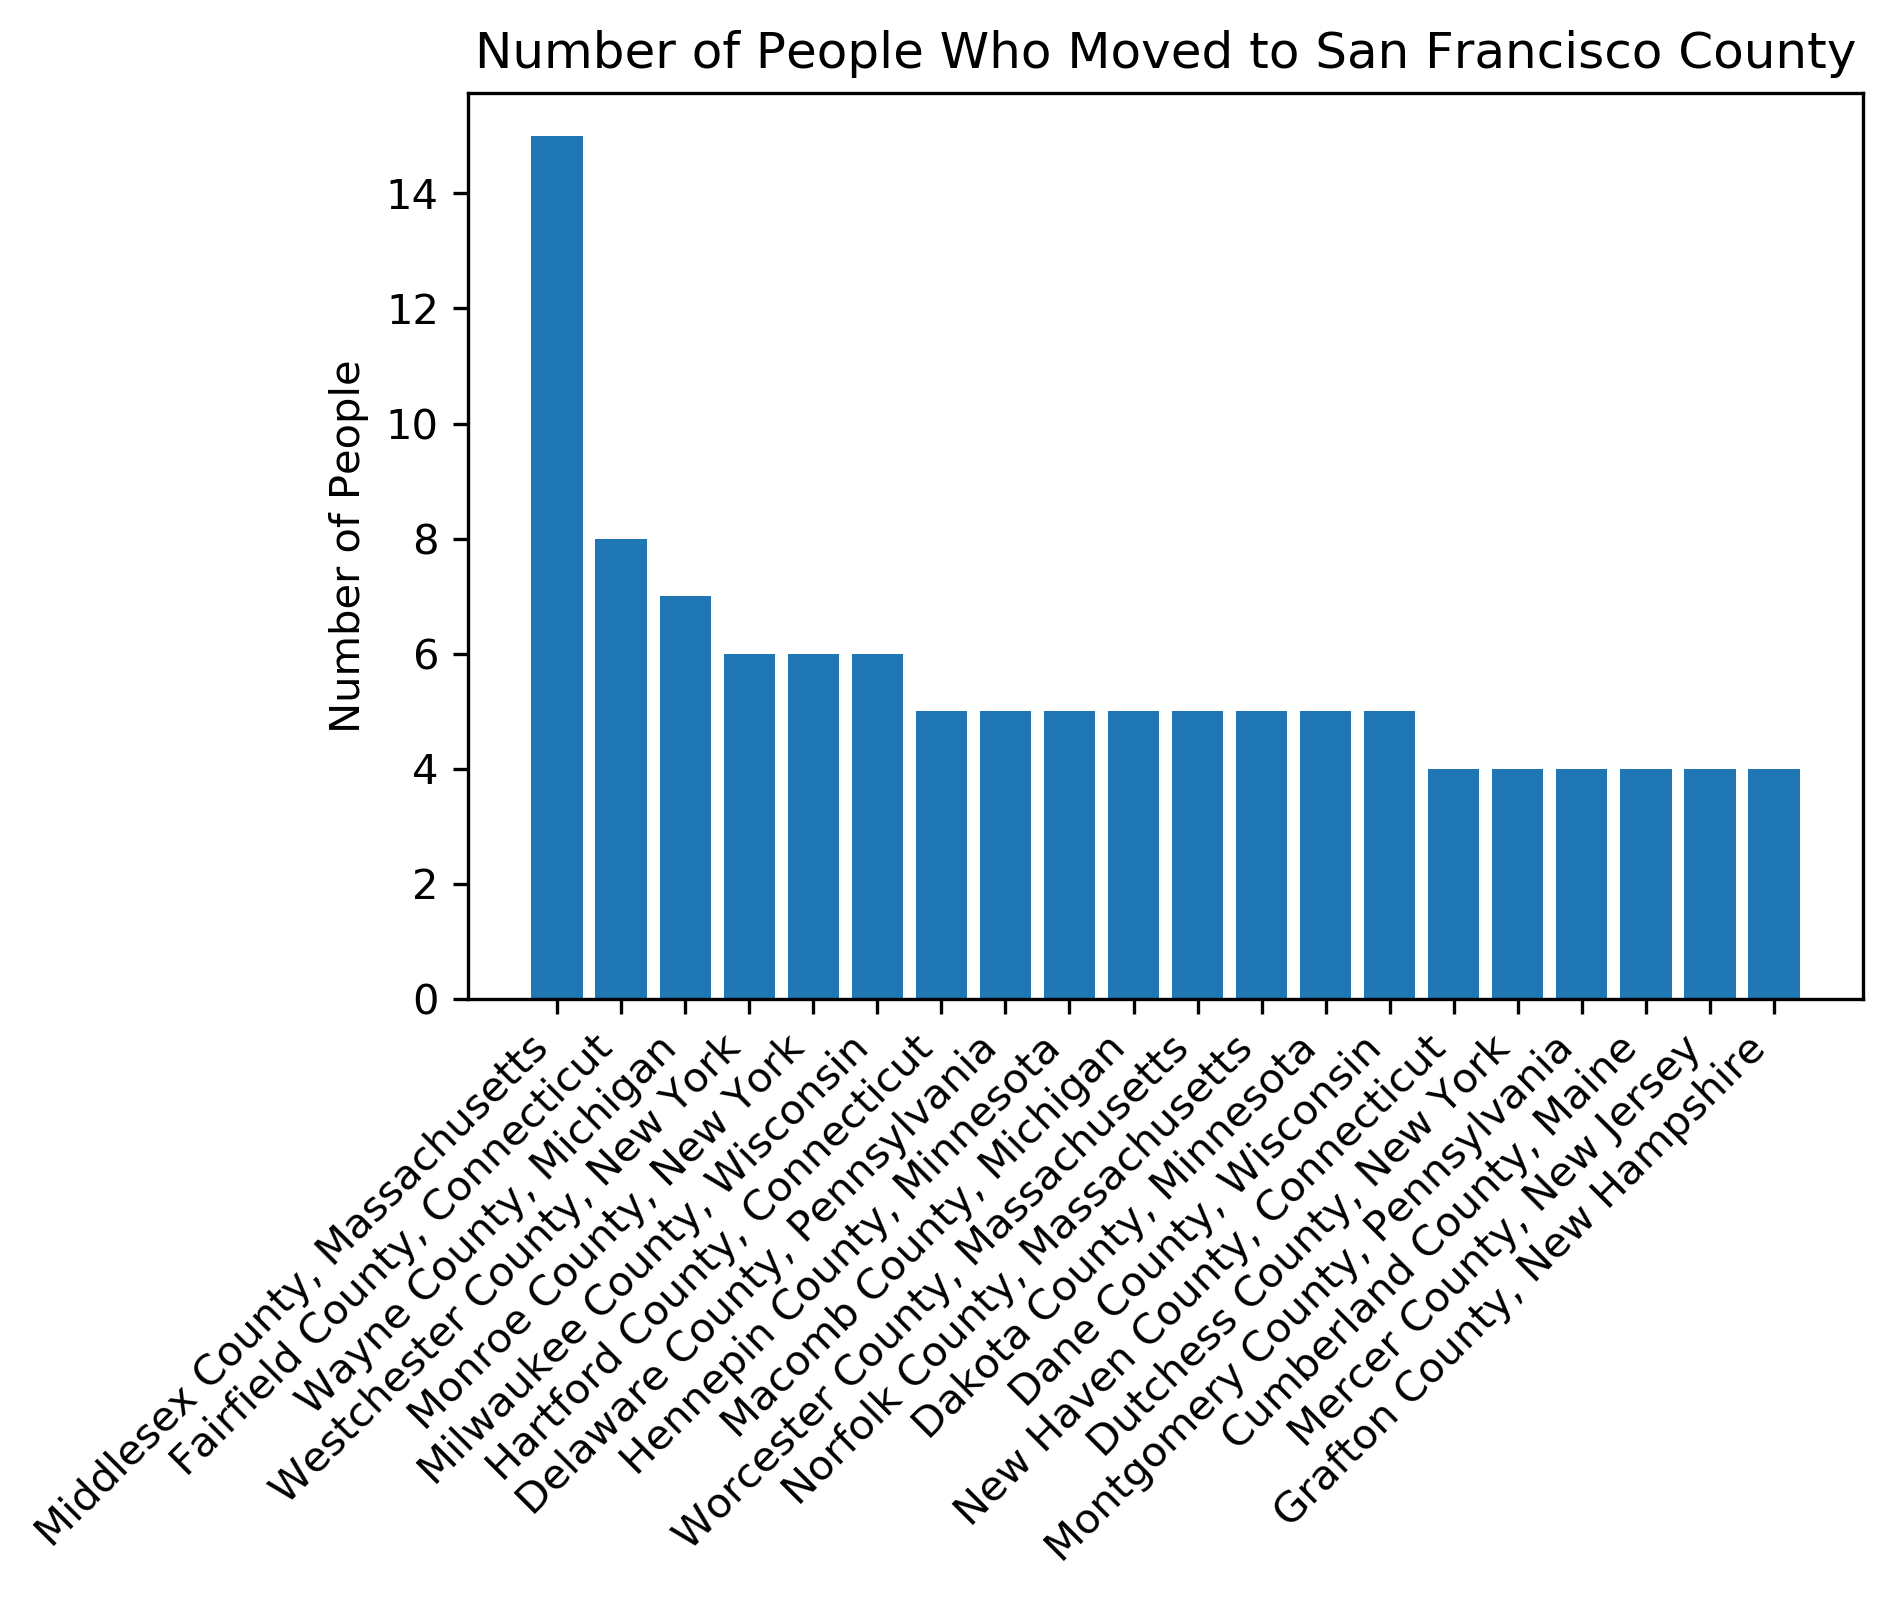 Number of People Who Moved to San Francisco County
Number of People
14
12
10
8
6
4
2
0
Middlesex County, Massachusetts
Fairfield County, Connecticut
Wayne County, Michigan
Westchester County, New York
Monroe County, New York
Milwaukee County, Wisconsin
Hartford County, Connecticut
Delaware County, Pennsylvania
Hennepin County, Minnesota
Macomb County, Michigan
Worcester County, Massachusetts
Norfolk County, Massachusetts
Dakota County, Minnesota
Dane County, Wisconsin
New Haven County, Connecticut
Dutchess County, New York
Montgomery County, Pennsylvania
Cumberland County, Maine
Mercer County, New Jersey
Grafton County, New Hampshire